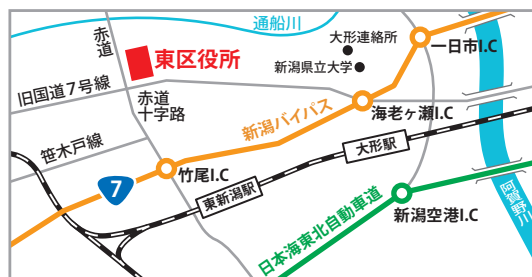 通船川
赤道
東区役所
大形連絡所
新潟県立大学
一日市I.C
旧国道7号線
赤道
十字路
新潟バイパス
海老ヶ瀬I.C
笹木戸線
大形駅
竹尾I.C
7
東新潟駅
阿賀野川
新潟空港I.C
日本海東北自動車道